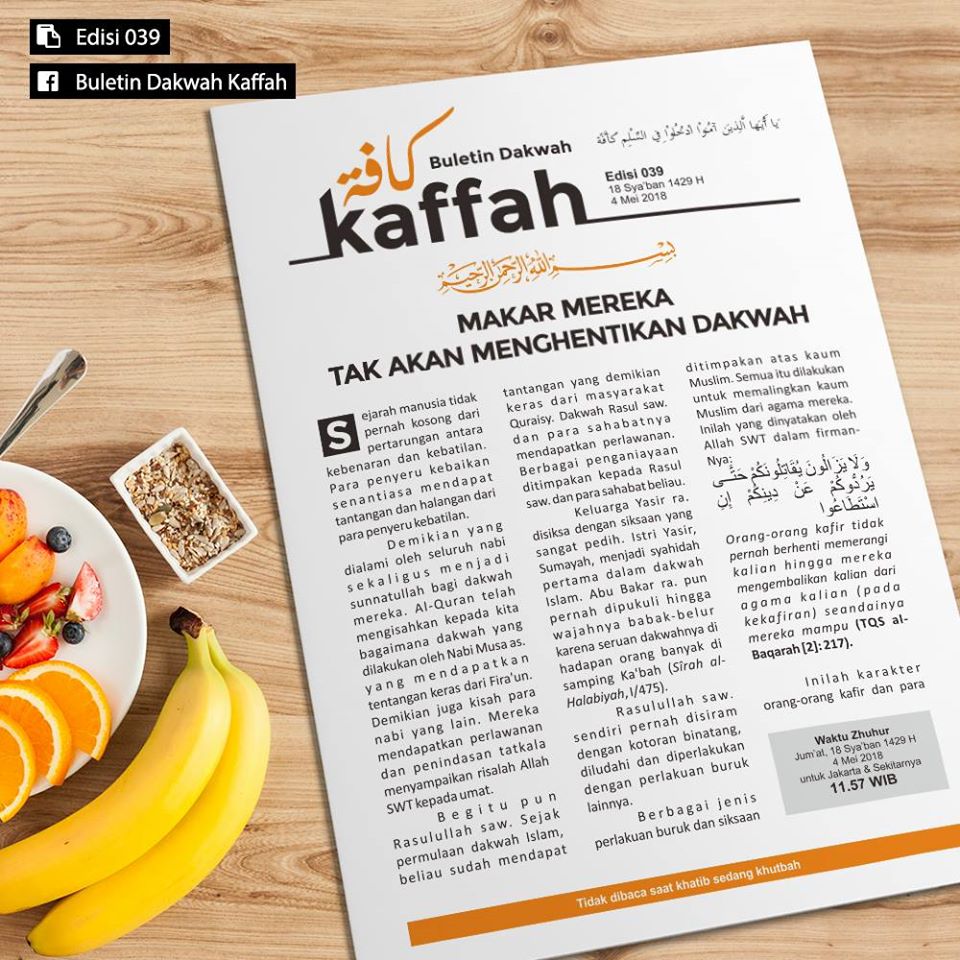 Edisi 039
Buletin Dakwah Kaffah
كافة
Buletin Dakwah
kaffah
يَا أَيُّهَا الَّذِينَ آمَنُوا ادْخُلُوا فِي السِّلْمِ كَافَّةً
Edisi 039
18 Sya'ban 1429 H
4 Mei 2018
بِسْمِ اللهِ الرَّحْمٰنِ الرَّحِيْمِ
MAKAR MEREKA
TAK AKAN MENGHENTIKAN DAKWAH
Sejarah manusia tidak
pernah kosong dari
pertarungan antara
kebenaran dan kebatilan.
Para penyeru kebaikan
senantiasa mendapat
tantangan dan halangan dari
para penyeru kebatilan.
Demikian yang
dialami oleh seluruh nabi
sekaligus menjadi
sunnatullah bagi dakwah
mereka. Al-Quran telah
mengisahkan kepada kita
bagaimana dakwah yang
dilakukan oleh Nabi Musa as.
yang mendapatkan
tentangan keras dari Fira'un.
Demikian juga kisah para
nabi yang lain. Mereka
mendapatkan perlawanan
dan penindasan tatkala
menyampaikan risalah Allah
SWT kepada umat.
Begitu pun
Rasulullah saw. Sejak
permulaan dakwah Islam,
beliau sudah mendapat
tantangan yang demikian
keras dari masyarakat
Quraisy. Dakwah Rasul saw.
dan para sahabatnya
mendapatkan perlawanan.
Berbagai penganiayaan
ditimpakan kepada Rasul
saw. dan para sahabat beliau.
Keluarga Yasir ra.
disiksa dengan siksaan yang
sangat pedih. Istri Yasir,
Sumayah, menjadi syahidah
pertama dalam dakwah
Islam. Abu Bakar ra. pun
pernah dipukuli hingga
wajahnya babak-belur
karena seruan dakwahnya di
hadapan orang banyak di
samping Ka'bah (Sîrah al-
Halabiyah, I/475).
Rasulullah saw.
sendiri pernah disiram
dengan kotoran binatang,
diludahi dan diperlakukan
dengan perlakuan buruk
lainnya.
Berbagai jenis
perlakuan buruk dan siksaan
ditimpakan atas kaum
Muslim. Semua itu dilakukan
untuk memalingkan kaum
Muslim dari agama mereka.
Inilah yang dinyatakan oleh
Allah SWT dalam firman-
Nya:
وَلَا يَزَالُونَ يُقَاتِلُونَكُمْ حَتَّى
يَرُدُّوكُمْ عَنْ دِينِكُمْ إِنِ
اسْتَطَاعُوا
Orang-orang kafir tidak
pernah berhenti memerangi
kalian hingga mereka
mengembalikan kalian dari
agama kalian (pada
kekafiran) seandainya
mereka mampu (TQS al-
Baqarah [2]: 217).
Inilah karakter
orang-orang kafir dan para
Waktu Zhuhur
Jum'at, 18 Sya'ban 1429 H
4 Mei 2018
untuk Jakarta & Sekitarnya
11.57 WIB
Tidak dibaca saat khatib sedang khutbah